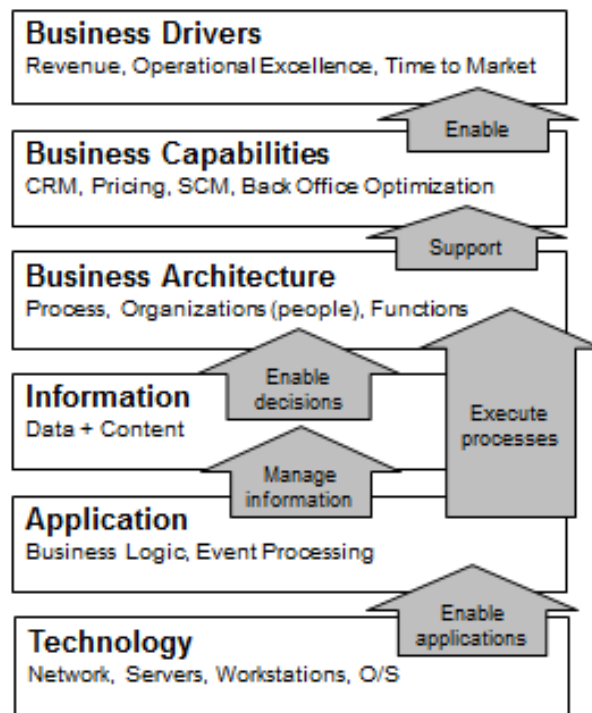 Business Drivers
Revenue, Operational Excellence, Time to Market
Enable
Business Capabilities
CRM, Pricing, SCM, Back Office Optimization
Support
Business Architecture
Process, Organizations (people), Functions
Enable
decisions
Execute
processes
Information
Data + Content
Manage
information
Application
Business Logic, Event Processing
Enable
applications
Technology
Network, Servers, Workstations, O/S